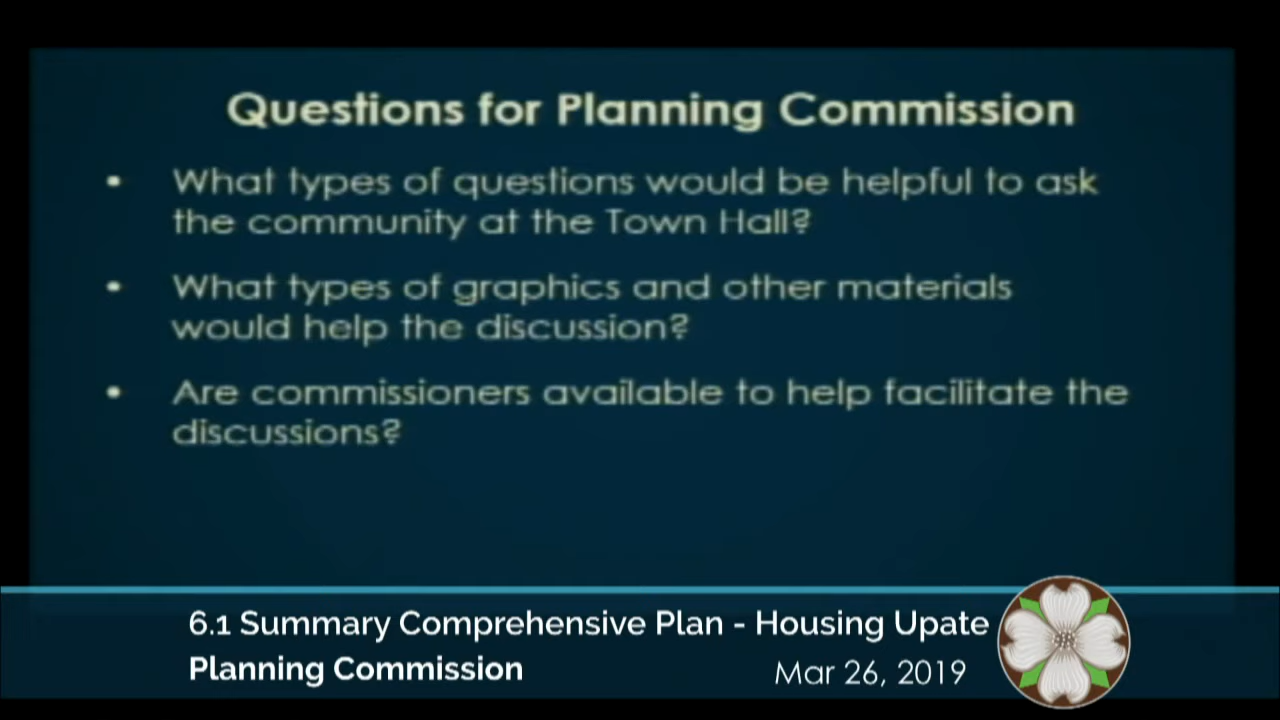 Questions for Planning Commission
• What types of questions would be helpful to ask
the community at the Town Hall?
• What types of graphics and other materials
would help the discussion?
• Are commissioners available to help facilitate the
discussions?
6.1 Summary Comprehensive Plan - Housing Upate
Planning Commission Mar 26, 2019